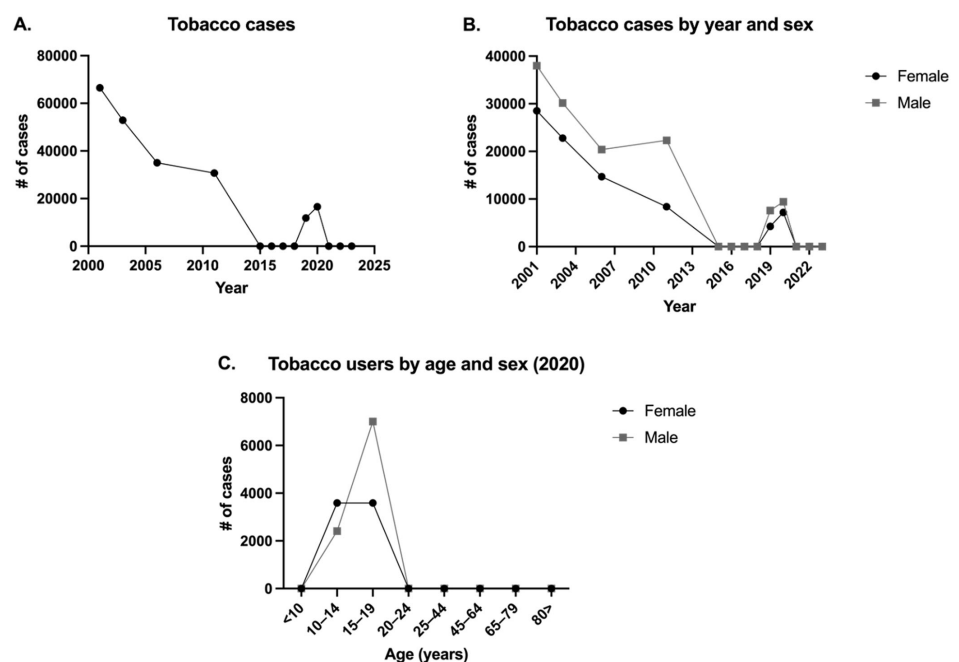 A. Tobacco cases
80000
60000
40000
20000
0
# of cases
2000 2005 2010 2015 2020 2025
Year
B. Tobacco cases by year and sex
40000
30000
20000
10000
0
# of cases
2001 2004 2007 2010 2013 2016 2019 2022
Year
Female
Male
C. Tobacco users by age and sex (2020)
8000
6000
4000
2000
0
# of cases
<10 10–14 15–19 20–24 25–44 45–64 65–79 80>
Age (years)
Female
Male